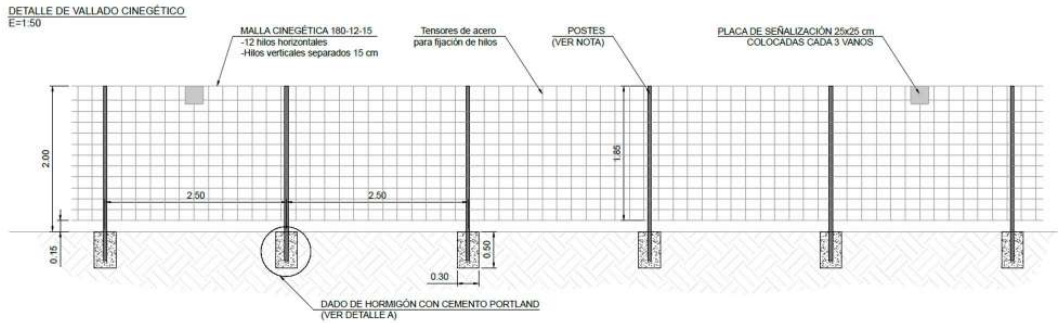 DETALLE DE VALLADO CINEGÉTICO
E=1:50
MALLA CINEGÉTICA 180-12-15
-12 hilos horizontales
-Hilos verticales separados 15 cm
Tensores de acero
para fijación de hilos
POSTES
(VER NOTA)
PLACA DE SEÑALIZACIÓN 25x25 cm
COLOCADAS CADA 3 VANOS
2.00
1.85
2.50
2.50
0.15
0.50
0.30
DADO DE HORMIGÓN CON CEMENTO PORTLAND
(VER DETALLE A)